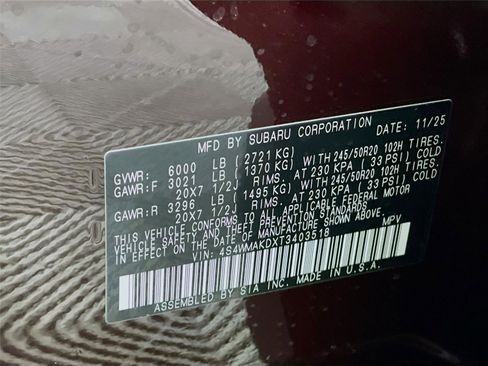 MFD BY SUBARU CORPORATION DATE: 11/25
GVWR: 6000 LB ( 2721 KG)
GAWR: F 3021 LB ( 1370 KG) WITH 245/50R20 102H TIRES.
20X7 1/2J RIMS. AT 230 KPA ( 33 PSI) COLD
GAWR: R 3296 LB ( 1495 KG) WITH 245/50R20 102H TIRES.
20X7 1/2J RIMS. AT 230 KPA ( 33 PSI) COLD
THIS VEHICLE CONFORMS TO ALL APPLICABLE FEDERAL MOTOR
VEHICLE SAFETY AND THEFT PREVENTION STANDARDS
IN EFFECT ON THE DATE OF MANUFACTURE SHOWN ABOVE.
VIN: 4S4WMAKDXT3403518 MPV
ASSEMBLED BY SIA INC. MADE IN U.S.A.